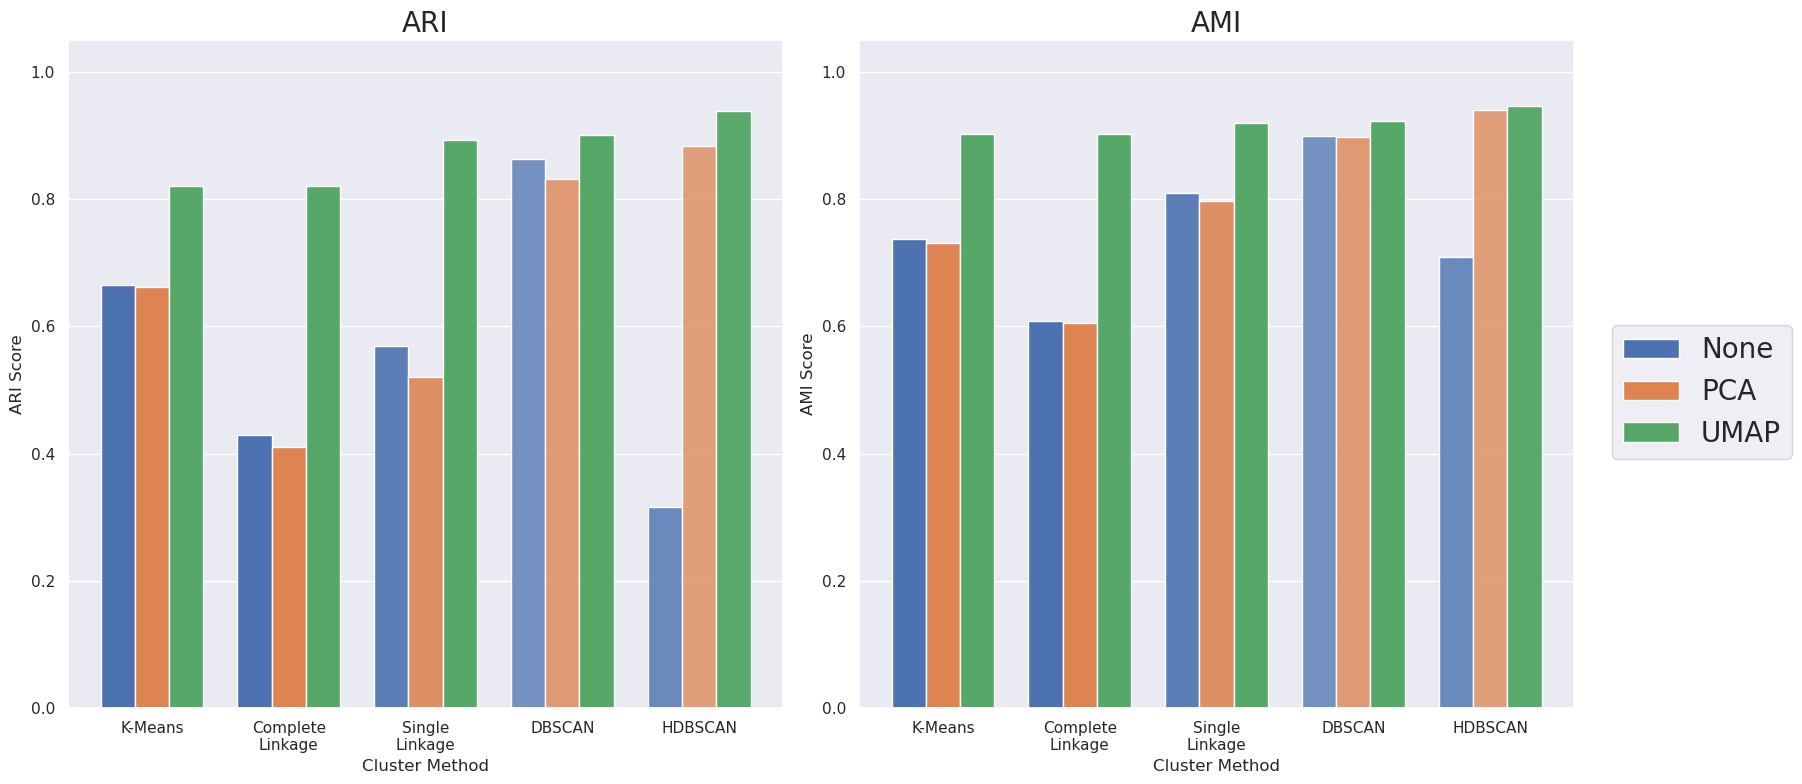 ARI
1.0
0.8
0.6
0.4
0.2
0.0
ARI Score
K-Means
Complete
Linkage
Single
Linkage
DBSCAN
HDBSCAN
Cluster Method
AMI
1.0
0.8
0.6
0.4
0.2
0.0
AMI Score
K-Means
Complete
Linkage
Single
Linkage
DBSCAN
HDBSCAN
Cluster Method
None
PCA
UMAP